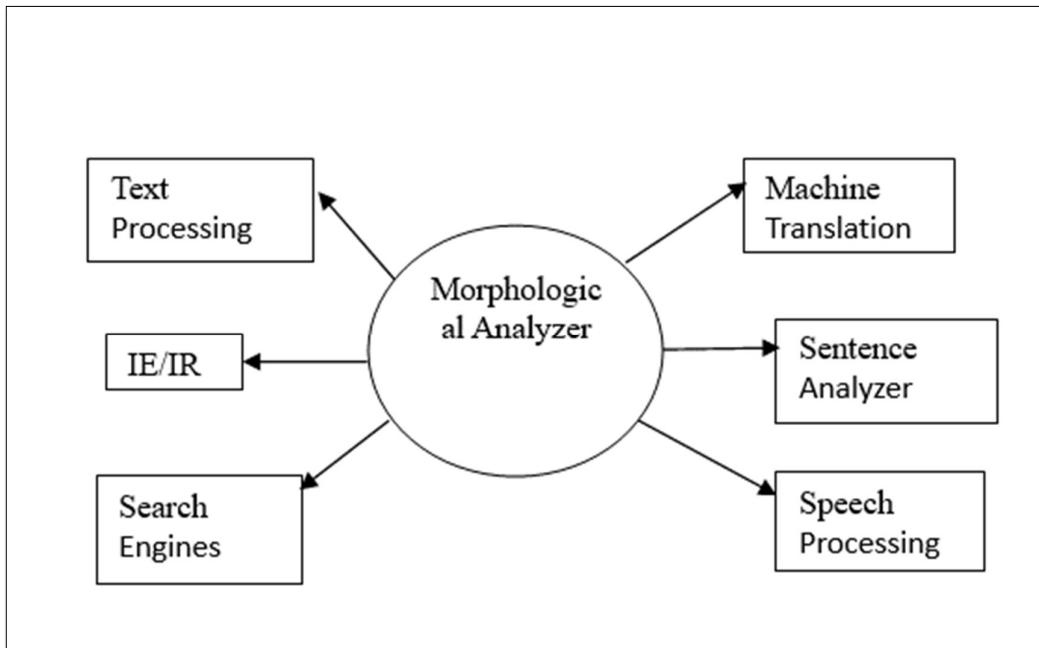 Text
Processing
Machine
Translation
Morphologic
al Analyzer
IE/IR
Sentence
Analyzer
Search
Engines
Speech
Processing